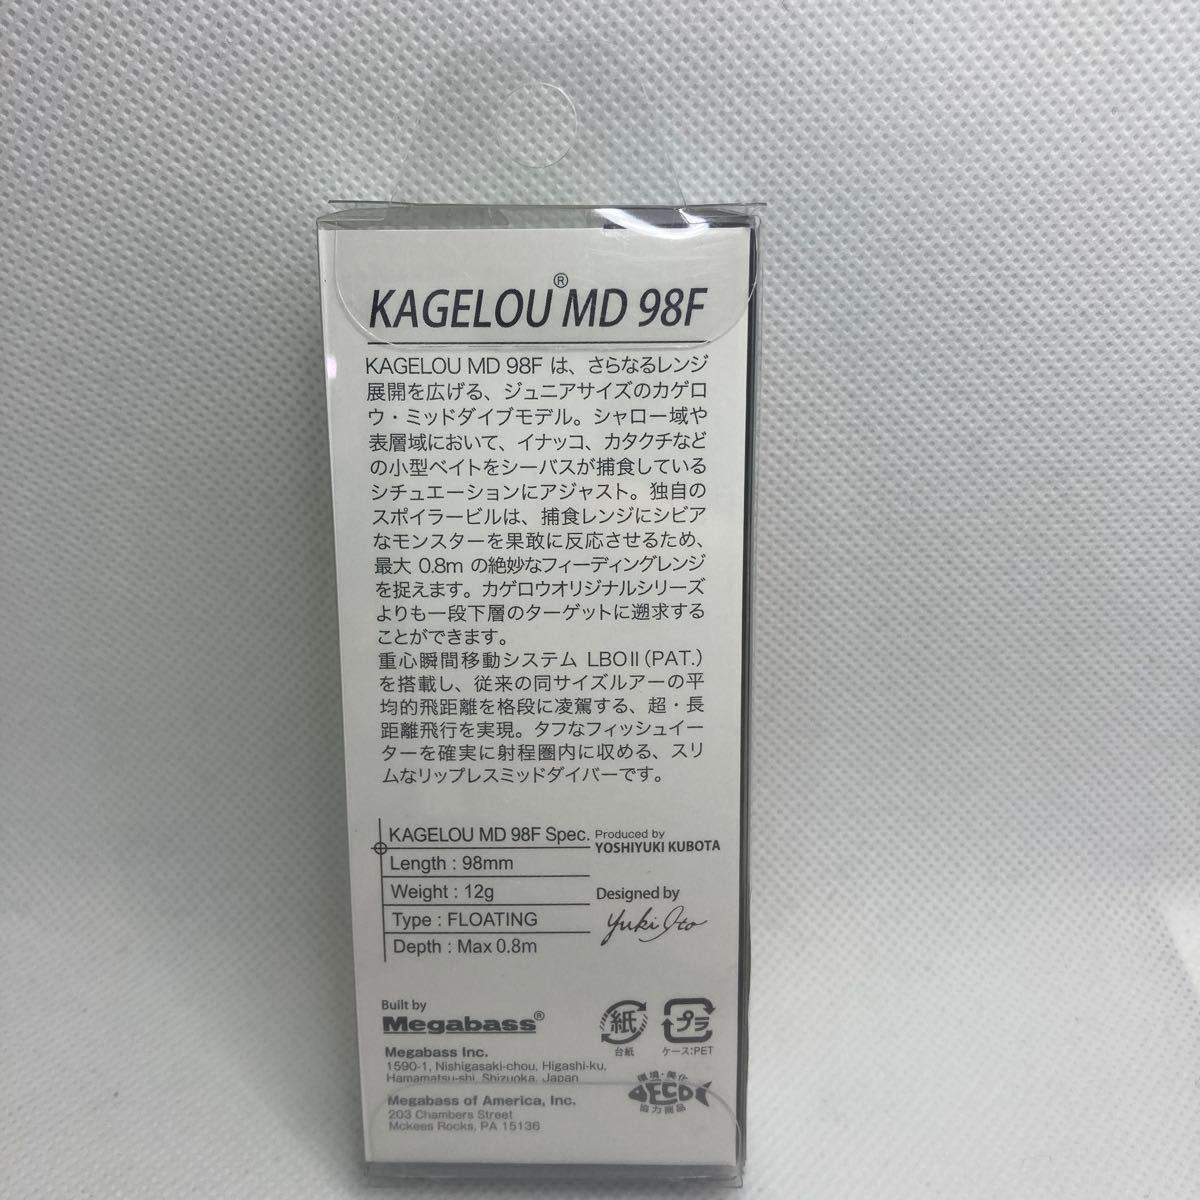 KAGELOU® MD 98F
KAGELOU MD 98F は、さらなるレンジ
展開を広げる、ジュニアサイズのカゲロ
ウ・ミッドダイブモデル。シャロー域や
表層域において、イナッコ、カタクチなど
の小型ベイトをシーバスが捕食している
シチュエーションにアジャスト。独自の
スポイラービルは、捕食レンジにシビア
なモンスターを果敢に反応させるため、
最大 0.8m の絶妙なフィーディングレンジ
を捉えます。カゲロウオリジナルシリーズ
よりも一段下層のターゲットに遡求する
ことができます。
重心瞬間移動システム LBOⅡ(PAT.)
を搭載し、従来の同サイズルアーの平
均的飛距離を格段に凌駕する、超・長
距離飛行を実現。タフなフィッシュイー
ターを確実に射程圏内に収める、スリ
ムなリップレスミッドダイバーです。
KAGELOU MD 98F Spec.
Length : 98mm
Weight : 12g
Type : FLOATING
Depth : Max 0.8m
Produced by
YOSHIYUKI KUBOTA
Designed by
Yuki Ito
Built by
Megabass®
Megabass Inc.
1590-1, Nishigasaki-chou, Higashi-ku,
Hamamatsu-shi, Shizuoka, Japan
Megabass of America, Inc.
203 Chambers Street
Mckees Rocks, PA 15136
紙
台紙
プラ
ケース:PET
環境・美化
ECO
協力商品